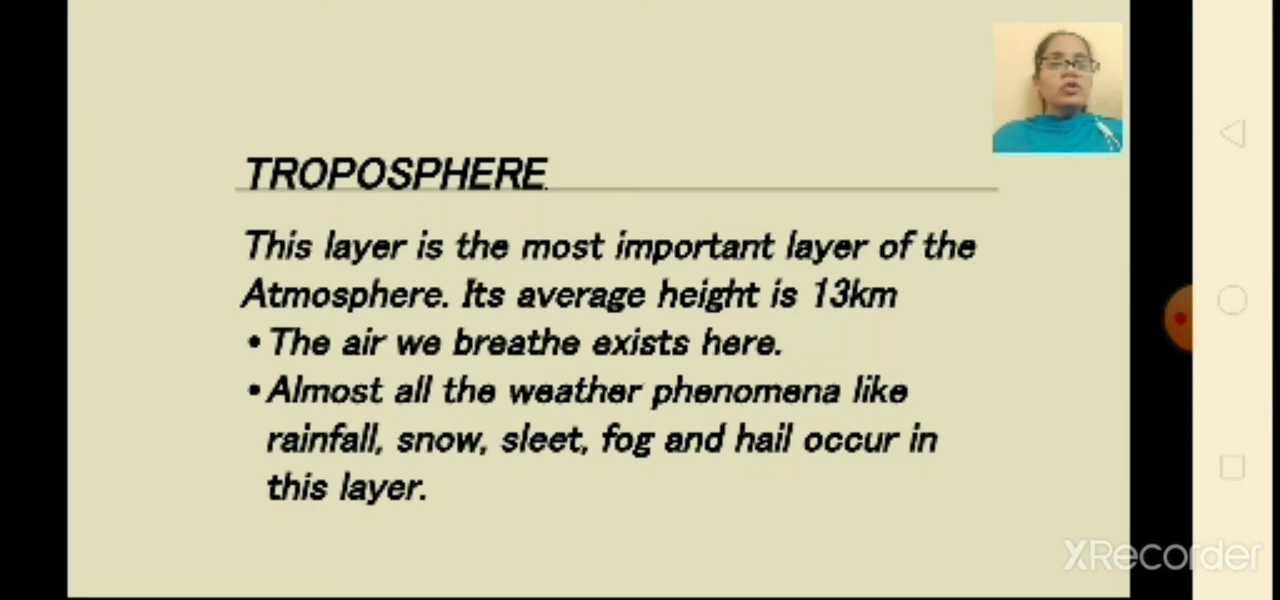 TROPOSPHERE
This layer is the most important layer of the
Atmosphere. Its average height is 13km
• The air we breathe exists here.
• Almost all the weather phenomena like
rainfall, snow, sleet, fog and hail occur in
this layer.
XRecorder